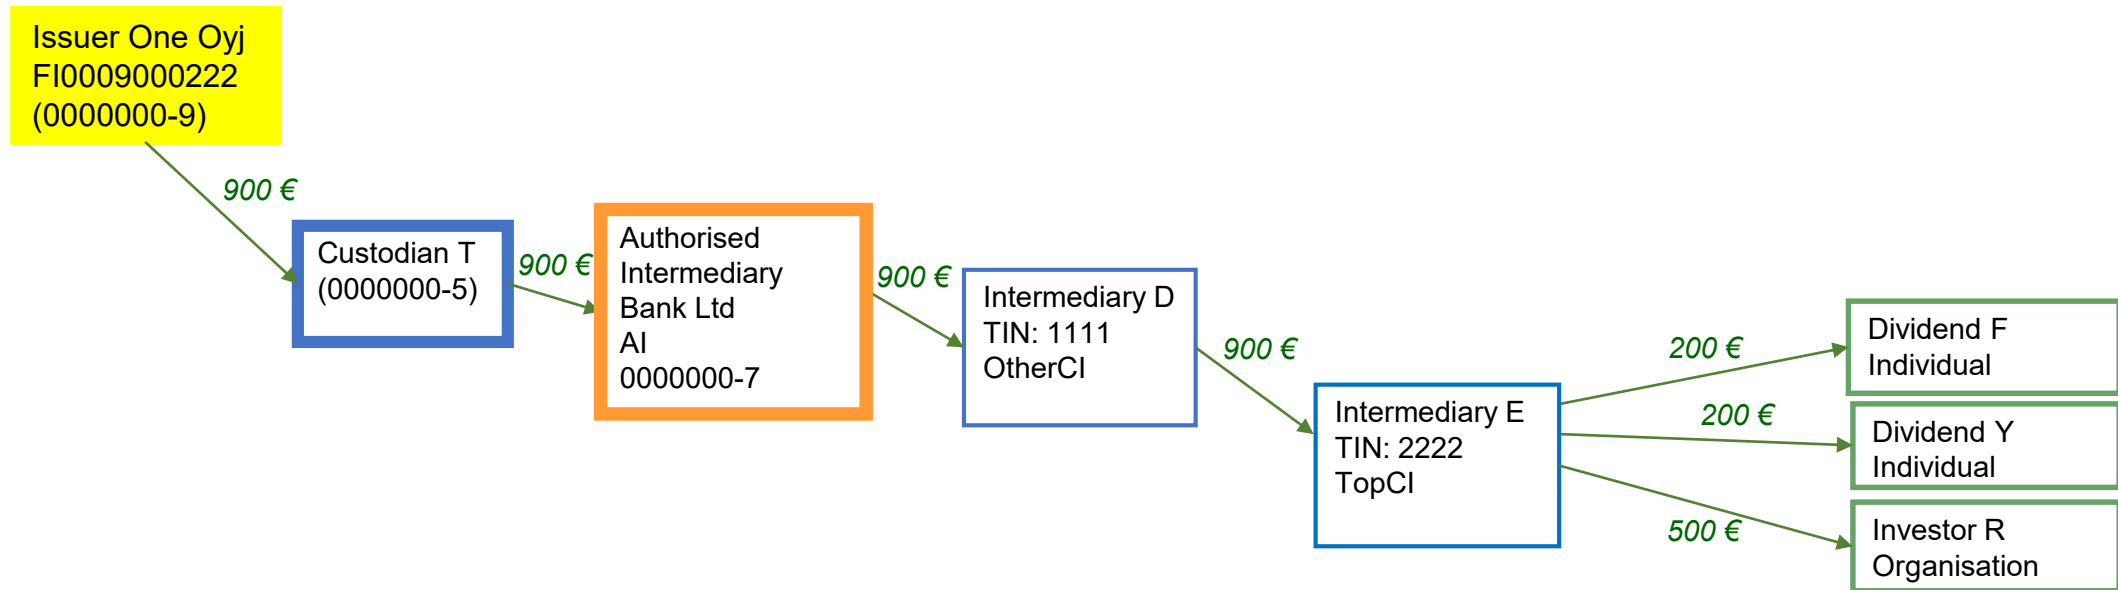 Issuer One Oyj
FI0009000222
(0000000-9)
900 €
Custodian T
(0000000-5)
900 €
Authorised
Intermediary
Bank Ltd
AI
0000000-7
900 €
Intermediary D
TIN: 1111
OtherCI
900 €
Intermediary E
TIN: 2222
TopCI
200 €
Dividend F
Individual
200 €
Dividend Y
Individual
500 €
Investor R
Organisation